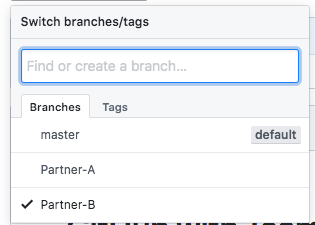 Switch branches/tags
Find or create a branch...
Branches Tags
master default
Partner-A
Partner-B